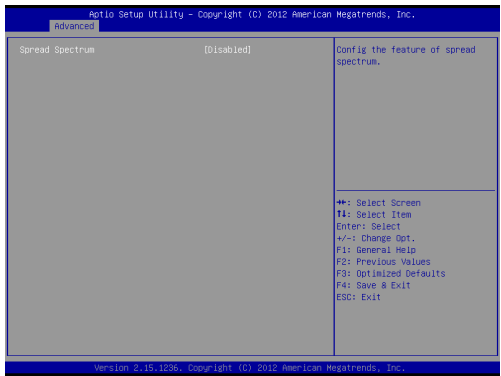 Aptio Setup Utility – Copyright (C) 2012 American Megatrends, Inc.
Advanced
Spread Spectrum [Disabled]
Config the feature of spread
spectrum.
→←: Select Screen
↑↓: Select Item
Enter: Select
+/-: Change Opt.
F1: General Help
F2: Previous Values
F3: Optimized Defaults
F4: Save & Exit
ESC: Exit
Version 2.15.1236. Copyright (C) 2012 American Megatrends, Inc.